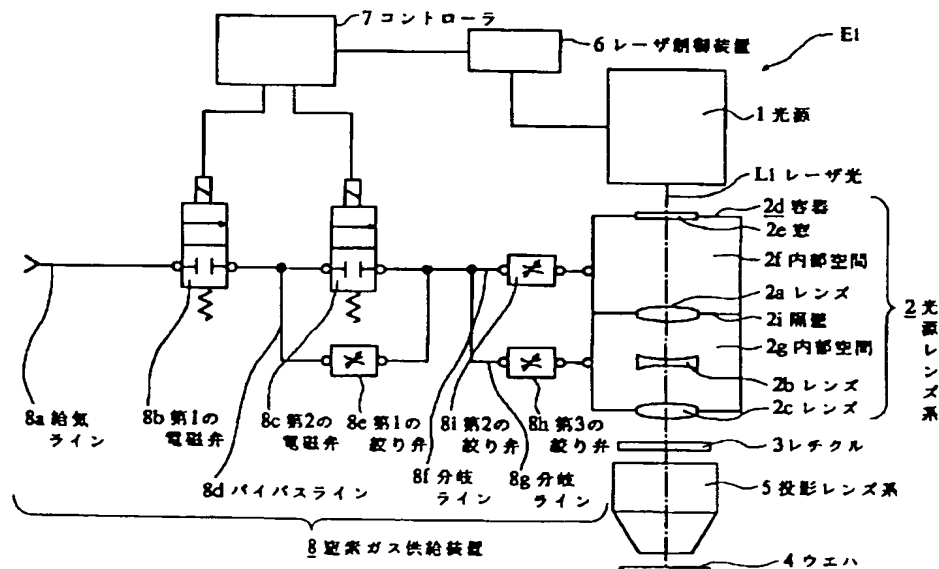 7 コントローラ
6 レーザ制御装置
E1
1 光源
L1 レーザ光
2d 容器
2e 窓
2f 内部空間
2a レンズ
2i 隔壁
2g 内部空間
2b レンズ
2c レンズ
2 光源レンズ系
3 レチクル
5 投影レンズ系
4 ウエハ
8a 給気
ライン
8b 第1の
電磁弁
8c 第2の
電磁弁
8e 第1の
絞り弁
8i 第2の
絞り弁
8h 第3の
絞り弁
8d バイパスライン
8f 分岐
ライン
8g 分岐
ライン
8 窒素ガス供給装置